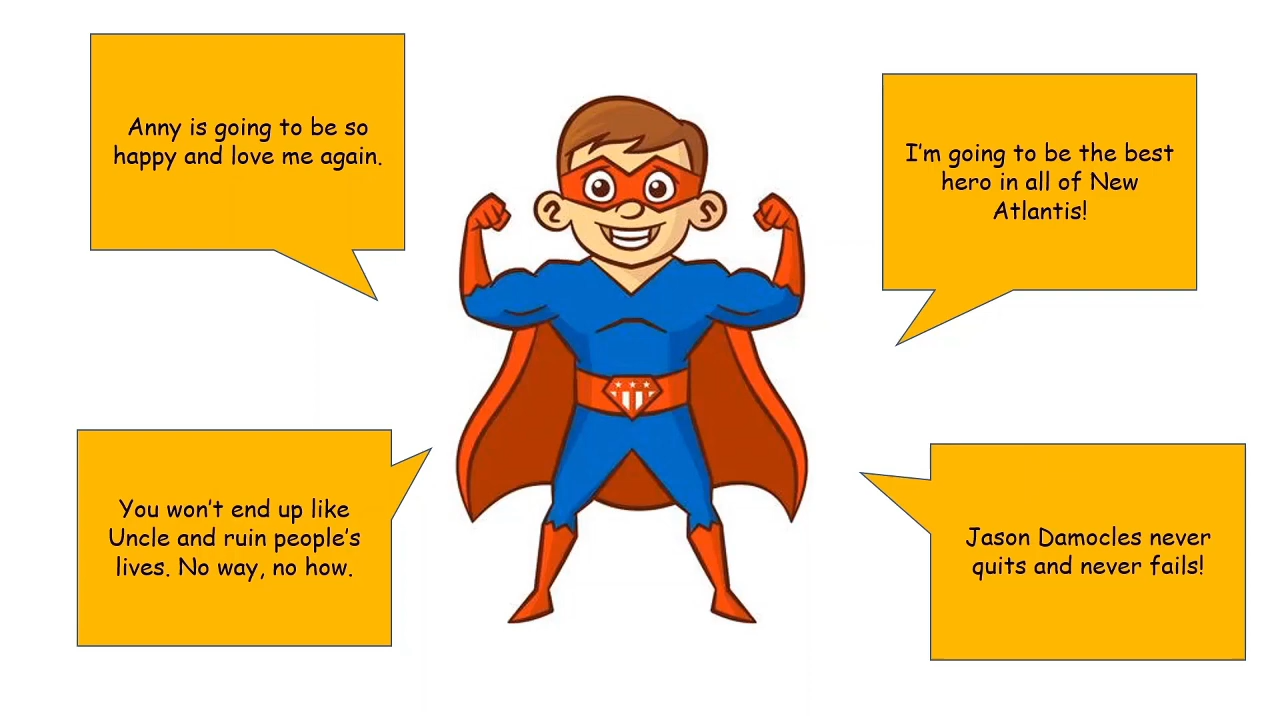 Anny is going to be so
happy and love me again.
I'm going to be the best
hero in all of New
Atlantis!
You won't end up like
Uncle and ruin people's
lives. No way, no how.
Jason Damocles never
quits and never fails!